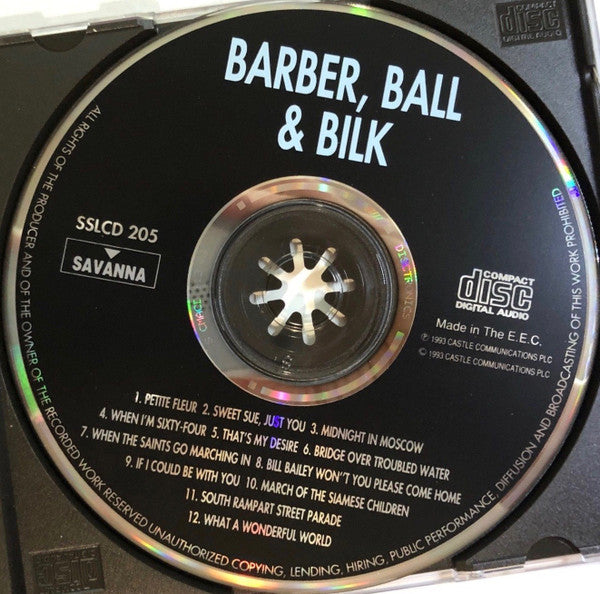 BARBER, BALL
& BILK
SSLCD 205
SAVANNA
COMPACT
disc
DIGITAL AUDIO
Made in The E.E.C.
℗ 1993 CASTLE COMMUNICATIONS PLC
© 1993 CASTLE COMMUNICATIONS PLC
1. PETITE FLEUR 2. SWEET SUE, JUST YOU 3. MIDNIGHT IN MOSCOW
4. WHEN I'M SIXTY-FOUR 5. THAT'S MY DESIRE 6. BRIDGE OVER TROUBLED WATER
7. WHEN THE SAINTS GO MARCHING IN 8. BILL BAILEY WON''T YOU PLEASE COME HOME
9. IF I COULD BE WITH YOU 10. MARCH OF THE SIAMESE CHILDREN
11. SOUTH RAMPART STREET PARADE
12. WHAT A WONDERFUL WORLD
ALL RIGHTS OF THE PRODUCER AND OF THE OWNER OF THE RECORDED WORK RESERVED UNAUTHORIZED COPYING, LENDING, HIRING, PUBLIC PERFORMANCE, DIFFUSION AND BROADCASTING OF THIS WORK PROHIBITED
COMPACT
disc
DIGITAL AUDIO